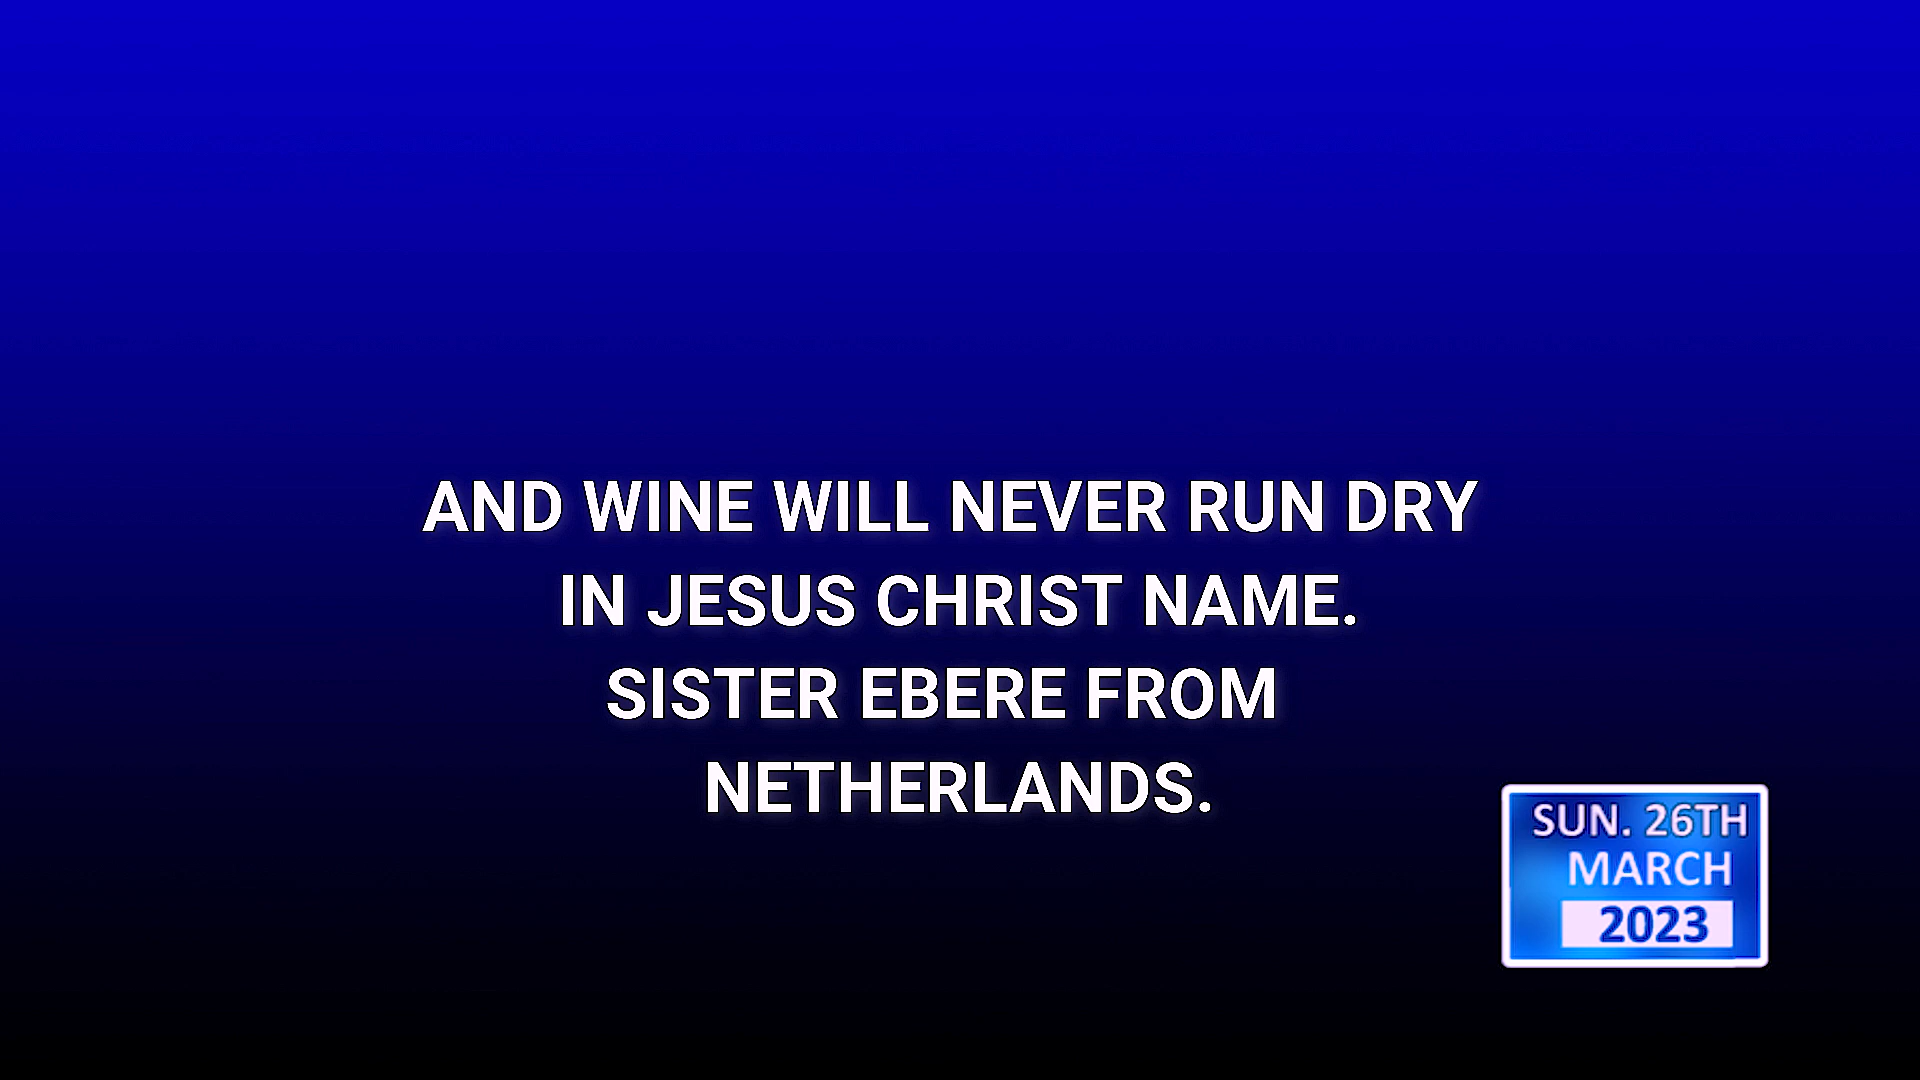 AND WINE WILL NEVER RUN DRY
IN JESUS CHRIST NAME.
SISTER EBERE FROM
NETHERLANDS.
SUN. 26TH
MARCH
2023